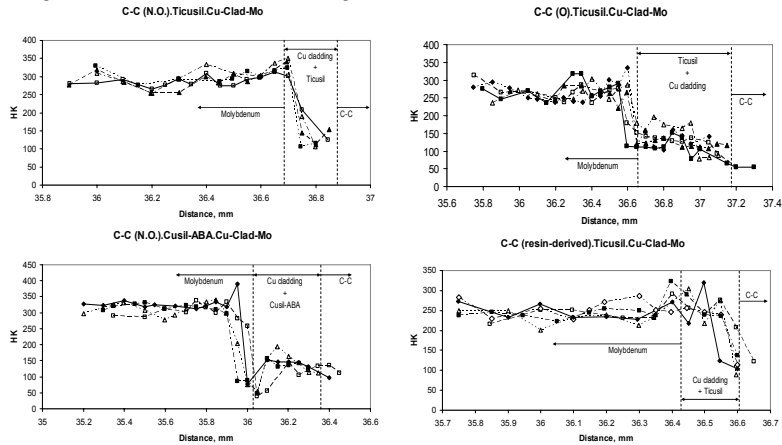 C-C (N.O.).Ticusil.Cu-Clad-Mo
HK
400
350
300
250
200
150
100
50
0
Cu cladding
+
Ticusil
Molybdenum
C-C
35.8
36
36.2
36.4
36.6
36.8
37
Distance, mm
C-C (O).Ticusil.Cu-Clad-Mo
HK
400
350
300
250
200
150
100
50
0
Ticusil
+
Cu cladding
C-C
Molybdenum
35.6
35.8
36
36.2
36.4
36.6
36.8
37
37.2
37.4
Distance, mm
C-C (N.O.).Cusil-ABA.Cu-Clad-Mo
HK
450
400
350
300
250
200
150
100
50
0
Molybdenum
Cu cladding
+
Cusil-ABA
C-C
35
35.2
35.4
35.6
35.8
36
36.2
36.4
36.6
Distance, mm
C-C (resin-derived).Ticusil.Cu-Clad-Mo
HK
350
300
250
200
150
100
50
0
C-C
Molybdenum
Cu cladding
+ Ticusil
35.7
35.8
35.9
36
36.1
36.2
36.3
36.4
36.5
36.6
36.7
Distance, mm